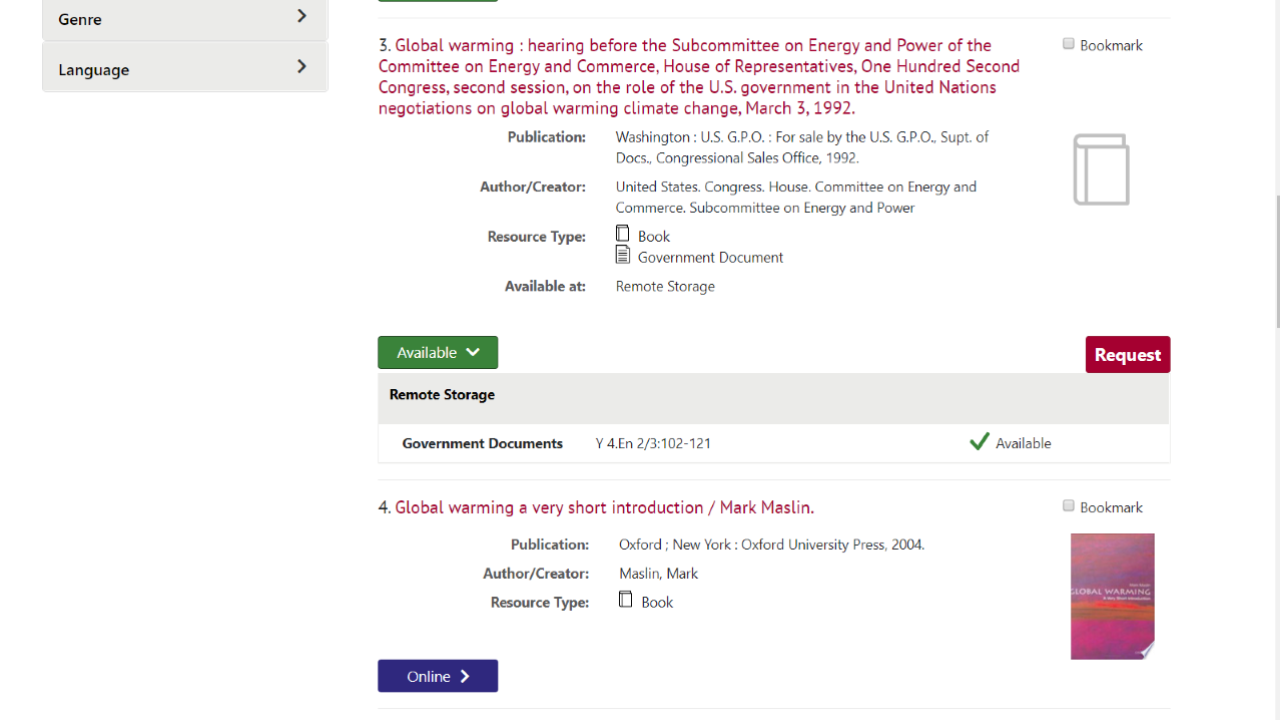 Genre
Language
3. Global warming : hearing before the Subcommittee on Energy and Power of the
Committee on Energy and Commerce, House of Representatives, One Hundred Second
Congress, second session, on the role of the U.S. government in the United Nations
negotiations on global warming climate change, March 3, 1992.
Bookmark
Publication: Washington : U.S. G.P.O. : For sale by the U.S. G.P.O., Supt. of
Docs., Congressional Sales Office, 1992.
Author/Creator: United States. Congress. House. Committee on Energy and
Commerce. Subcommittee on Energy and Power
Resource Type: Book
Government Document
Available at: Remote Storage
Available
Request
Remote Storage
Government Documents Y 4.En 2/3:102-121 Available
4. Global warming a very short introduction / Mark Maslin.
Bookmark
Publication: Oxford ; New York : Oxford University Press, 2004.
Author/Creator: Maslin, Mark
Resource Type: Book
GLOBAL WARMING
Online